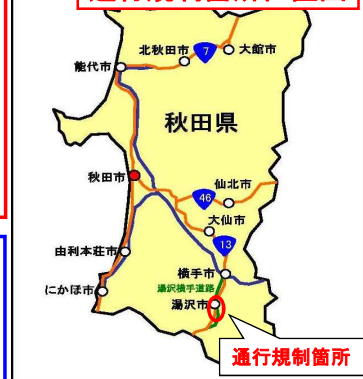 北秋田市
7
大館市
能代市
秋田県
秋田市
46
仙北市
大仙市
13
由利本荘市
横手市
湯沢横手道路
にかほ市
湯沢市
通行規制箇所